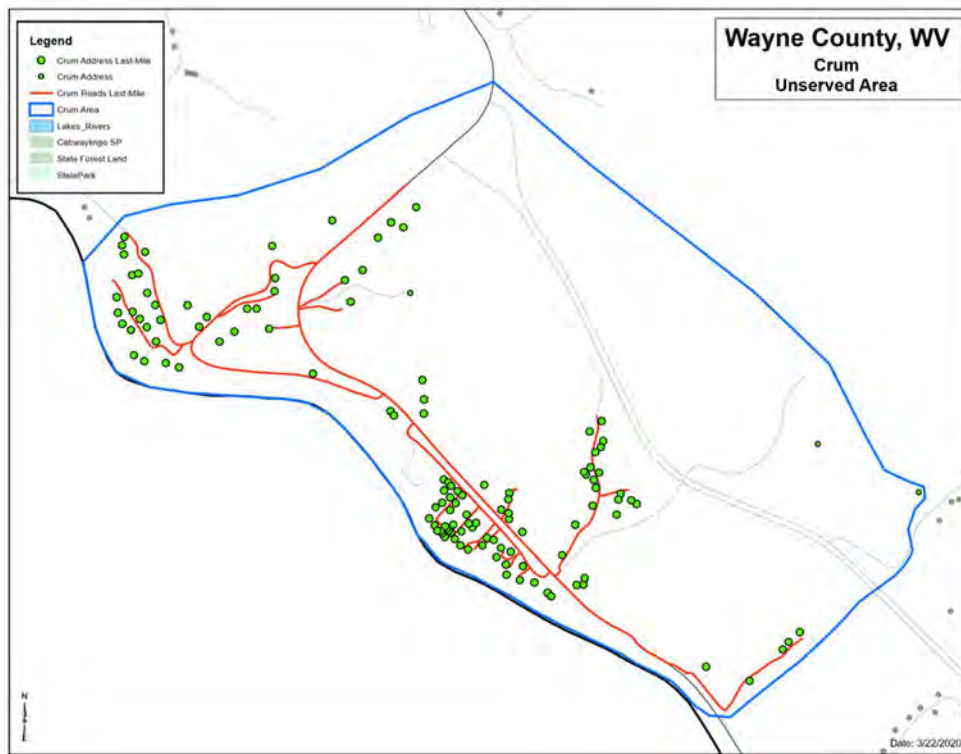 Wayne County, WV
Crum
Unserved Area
Legend
Crum Address Last-Mile
Crum Address
Crum Roads Last-Mile
Crum Area
Lakes_Rivers
Cabwaylingo SP
State Forest Land
StatePark
N
Date: 3/22/2020